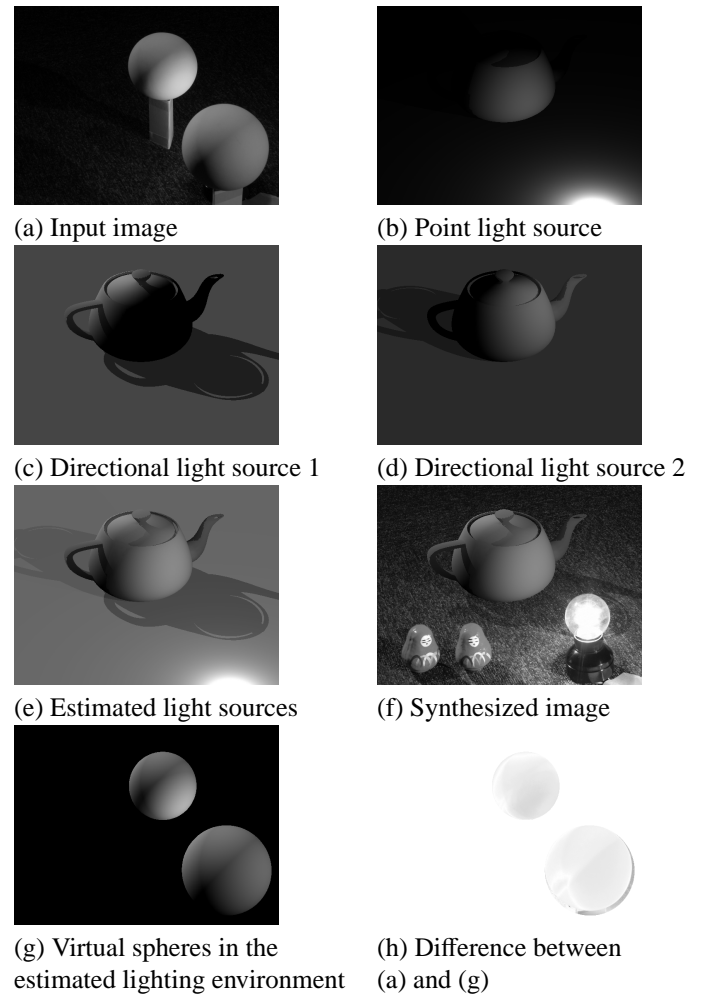 (a) Input image
(b) Point light source
(c) Directional light source 1
(d) Directional light source 2
(e) Estimated light sources
(f) Synthesized image
(g) Virtual spheres in the
estimated lighting environment
(h) Difference between
(a) and (g)